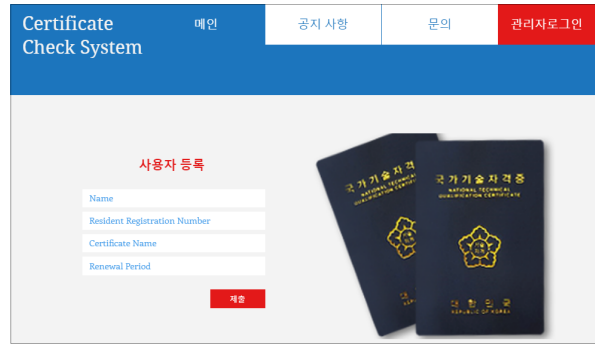 Certificate
Check System
메인
공지 사항
문의
관리자로그인
사용자 등록
Name
Resident Registration Number
Certificate Name
Renewal Period
제출
국가기술자격증
NATIONAL TECHNICAL
QUALIFICATION CERTIFICATE
국가기술자격증
NATIONAL TECHNICAL
QUALIFICATION CERTIFICATE
대한민국
REPUBLIC OF KOREA